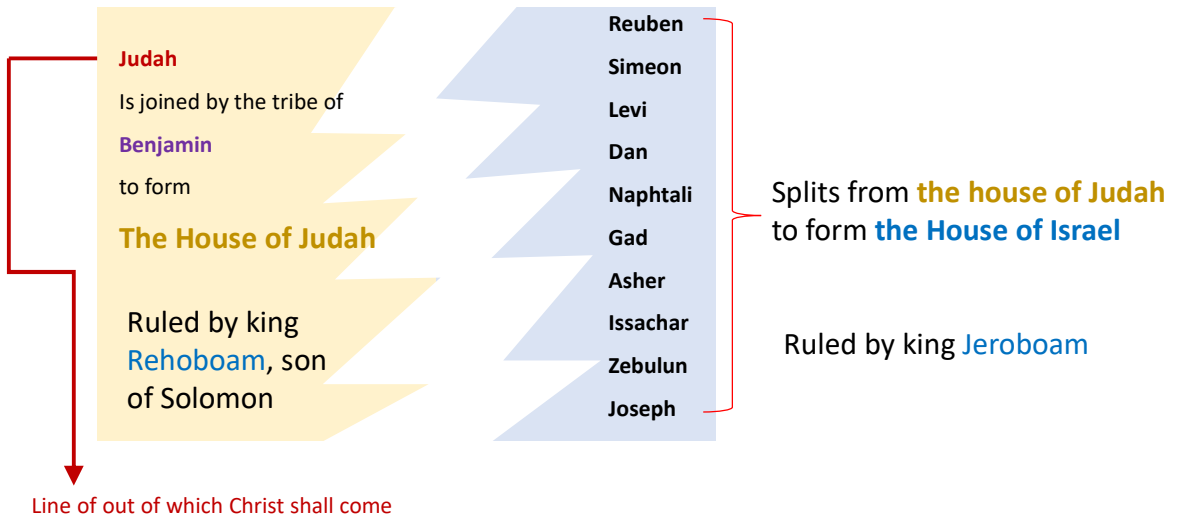 Judah
Is joined by the tribe of
Benjamin
to form
The House of Judah
Ruled by king
Rehoboam, son
of Solomon
Line of out of which Christ shall come
Reuben
Simeon
Levi
Dan
Naphtali
Gad
Asher
Issachar
Zebulun
Joseph
Splits from the house of Judah
to form the House of Israel
Ruled by king Jeroboam